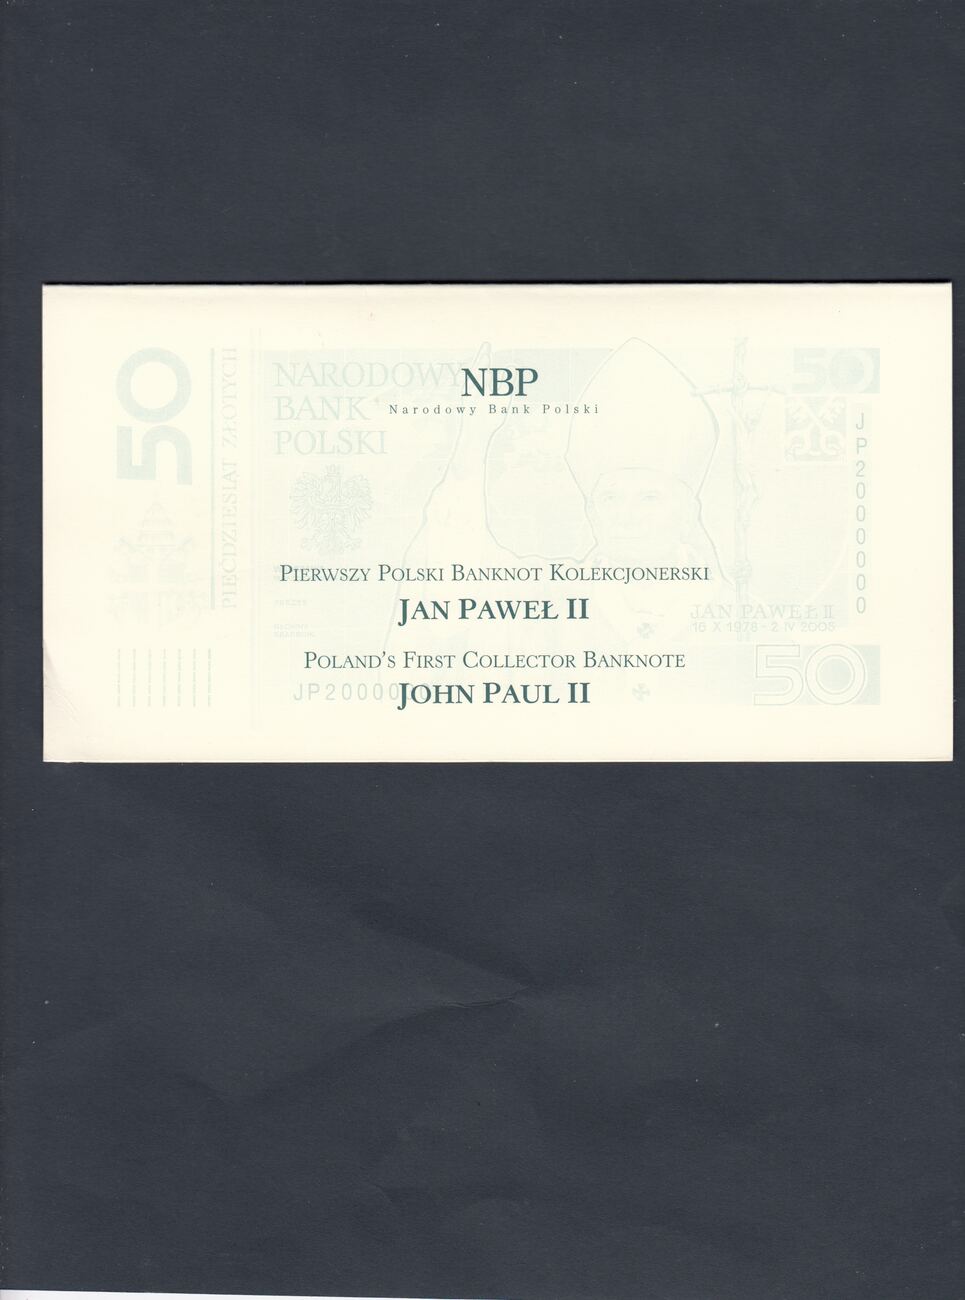 50
PIĘĆDZIESIĄT ZŁOTYCH
NARODOWY
BANK
POLSKI
NBP
Narodowy Bank Polski
50
JP2000000
PIERWSZY POLSKI BANKNOT KOLEKCJONERSKI
JAN PAWEŁ II
JAN PAWEŁ II
16 X 1978 - 2 IV 2005
POLAND'S FIRST COLLECTOR BANKNOTE
JOHN PAUL II
JP20000
50